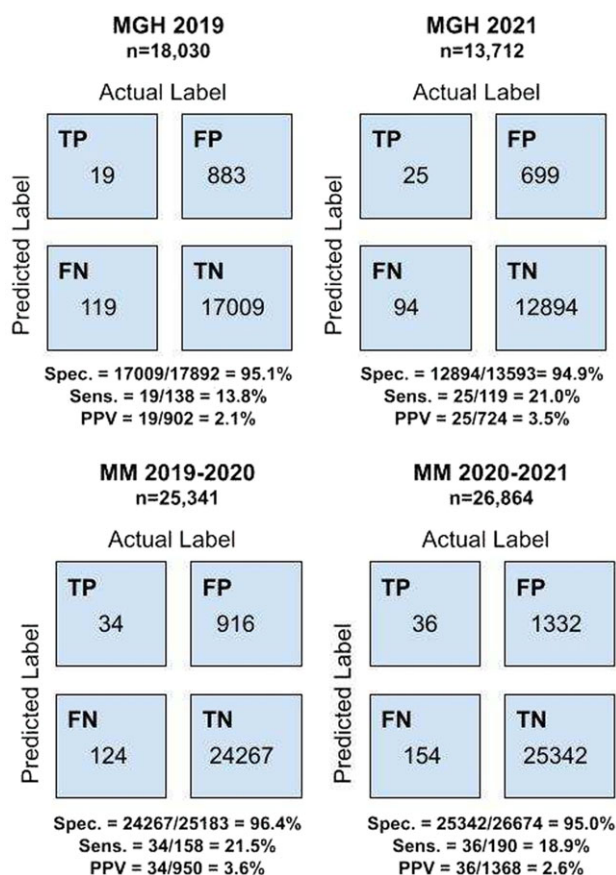 MGH 2019
n=18,030
Actual Label
Predicted Label
TP
19
FP
883
FN
119
TN
17009
Spec. = 17009/17892 = 95.1%
Sens. = 19/138 = 13.8%
PPV = 19/902 = 2.1%
MGH 2021
n=13,712
Actual Label
Predicted Label
TP
25
FP
699
FN
94
TN
12894
Spec. = 12894/13593= 94.9%
Sens. = 25/119 = 21.0%
PPV = 25/724 = 3.5%
MM 2019-2020
n=25,341
Actual Label
Predicted Label
TP
34
FP
916
FN
124
TN
24267
Spec. = 24267/25183 = 96.4%
Sens. = 34/158 = 21.5%
PPV = 34/950 = 3.6%
MM 2020-2021
n=26,864
Actual Label
Predicted Label
TP
36
FP
1332
FN
154
TN
25342
Spec. = 25342/26674 = 95.0%
Sens. = 36/190 = 18.9%
PPV = 36/1368 = 2.6%